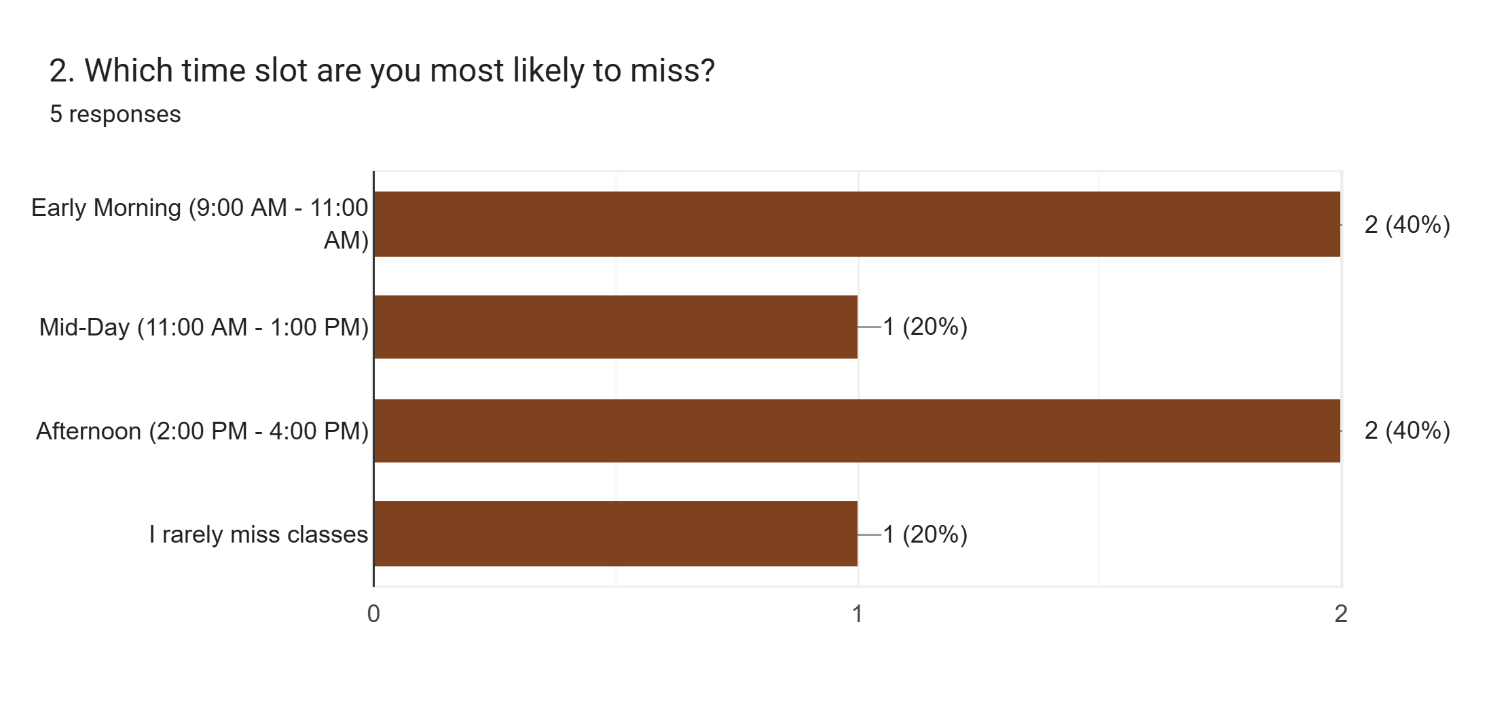 2. Which time slot are you most likely to miss?
5 responses
Early Morning (9:00 AM - 11:00
AM)
2 (40%)
Mid-Day (11:00 AM - 1:00 PM)
1 (20%)
Afternoon (2:00 PM - 4:00 PM)
2 (40%)
I rarely miss classes
1 (20%)
0 1 2